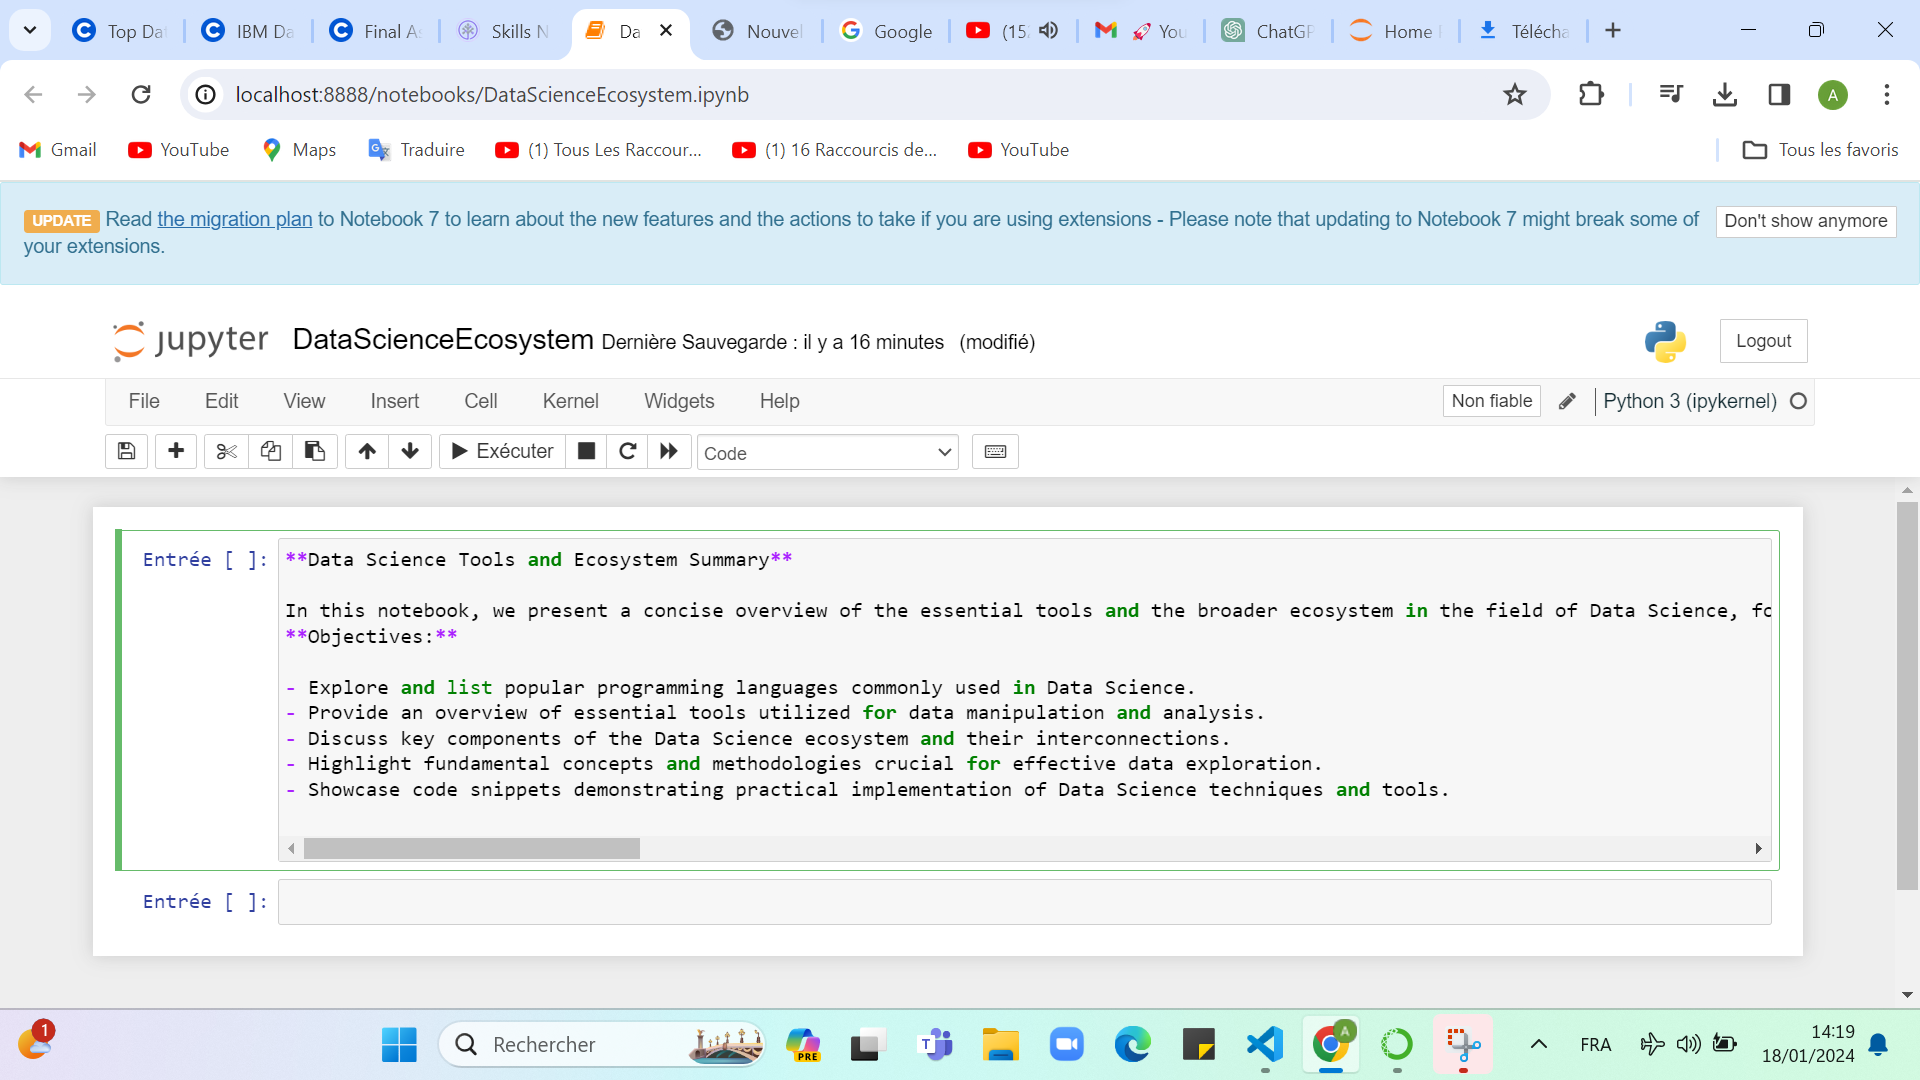 Top Da
IBM Da
Final A
Skills N
Da
Nouvel
Google
(15
You
ChatGP
Home
Télécha
localhost:8888/notebooks/DataScienceEcosystem.ipynb
A
Gmail
YouTube
Maps
Traduire
(1) Tous Les Raccour...
(1) 16 Raccourcis de...
YouTube
Tous les favoris
UPDATE Read the migration plan to Notebook 7 to learn about the new features and the actions to take if you are using extensions - Please note that updating to Notebook 7 might break some of
your extensions.
Don't show anymore
jupyter DataScienceEcosystem Dernière Sauvegarde : il y a 16 minutes (modifié)
Logout
File Edit View Insert Cell Kernel Widgets Help
Non fiable
Python 3 (ipykernel)
Exécuter
Code
Entrée [ ]:
**Data Science Tools and Ecosystem Summary**
In this notebook, we present a concise overview of the essential tools and the broader ecosystem in the field of Data Science, fo
**Objectives:**
- Explore and list popular programming languages commonly used in Data Science.
- Provide an overview of essential tools utilized for data manipulation and analysis.
- Discuss key components of the Data Science ecosystem and their interconnections.
- Highlight fundamental concepts and methodologies crucial for effective data exploration.
- Showcase code snippets demonstrating practical implementation of Data Science techniques and tools.
Entrée [ ]:
1
Rechercher
PRE
T
A
FRA
14:19
18/01/2024